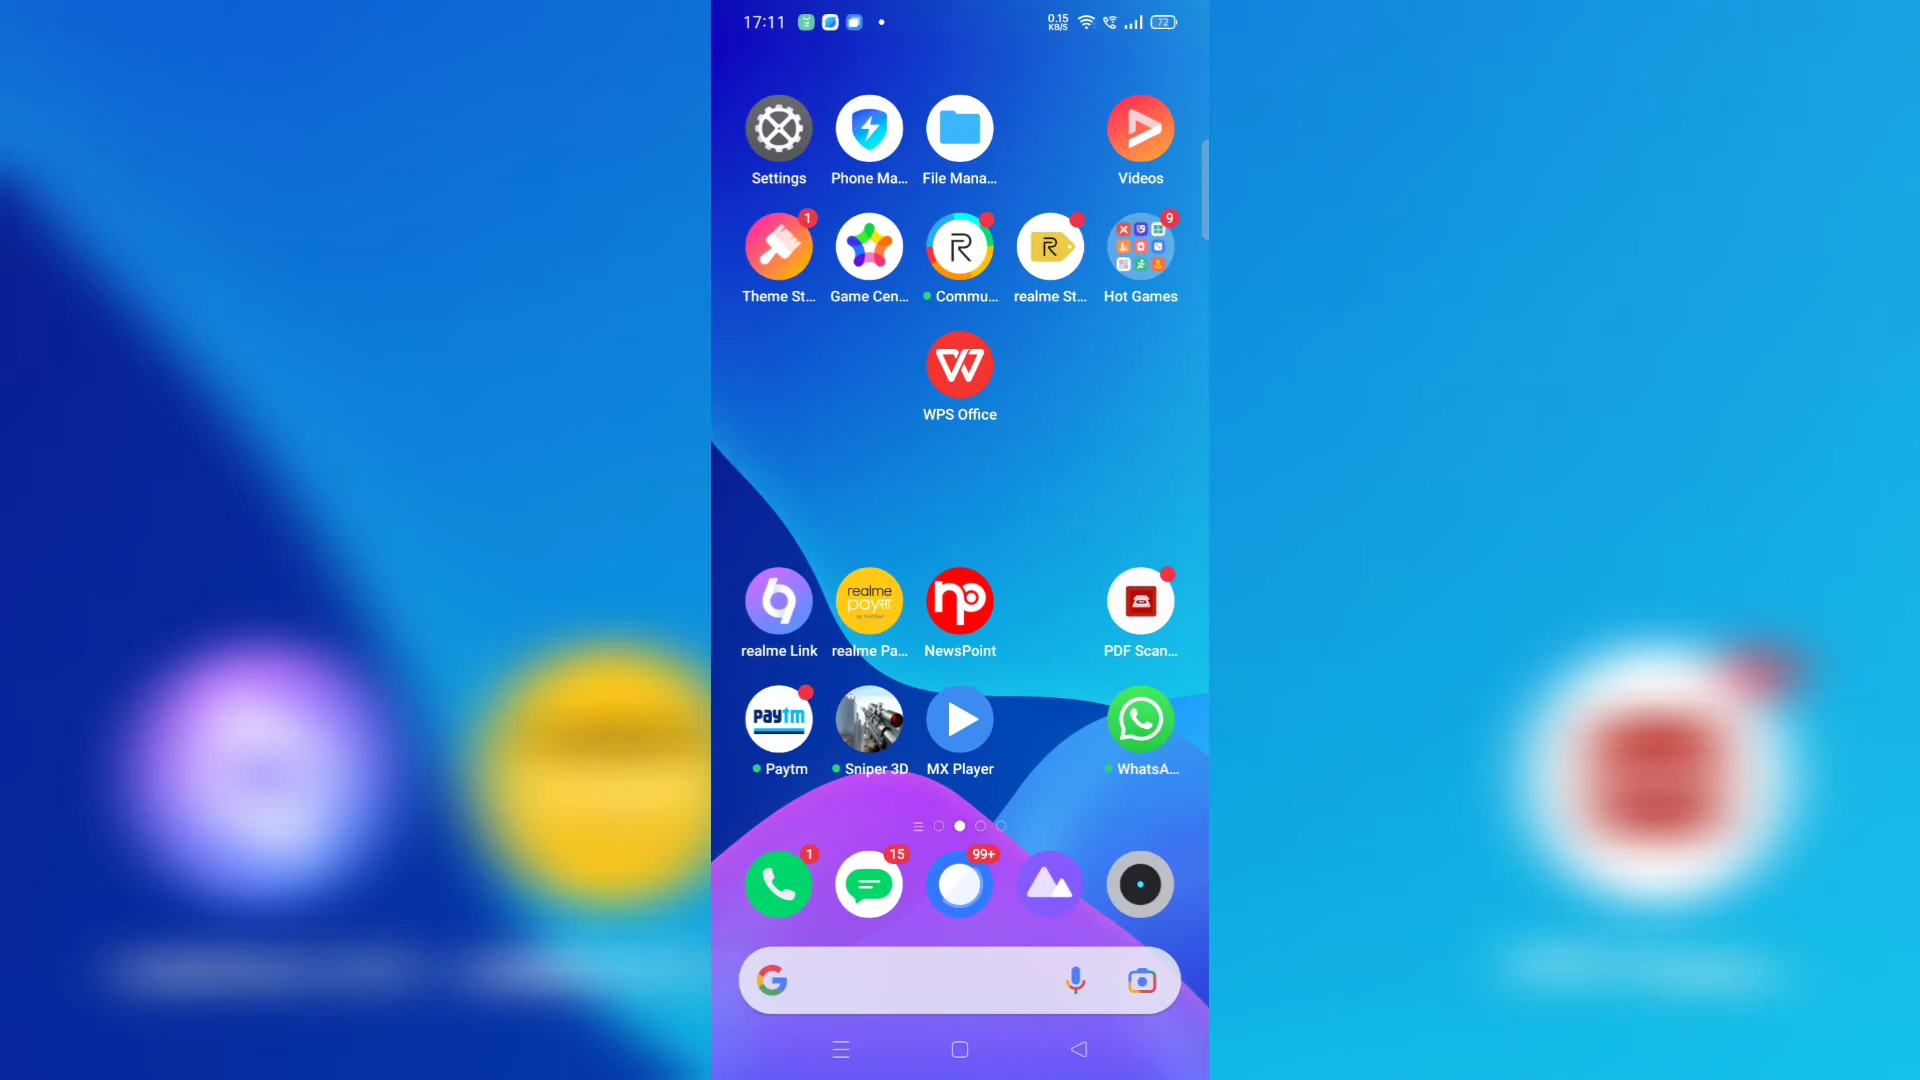 17:11
0.15
KB/S
72
Settings
Phone Ma...
File Mana...
Videos
1
9
R
R
Theme St...
Game Cen...
Commu...
realme St...
Hot Games
W
WPS Office
realme
payसा
np
realme Link
realme Pa...
NewsPoint
PDF Scan...
paytm
Paytm
Sniper 3D
MX Player
WhatsA...
1
15
99+
G